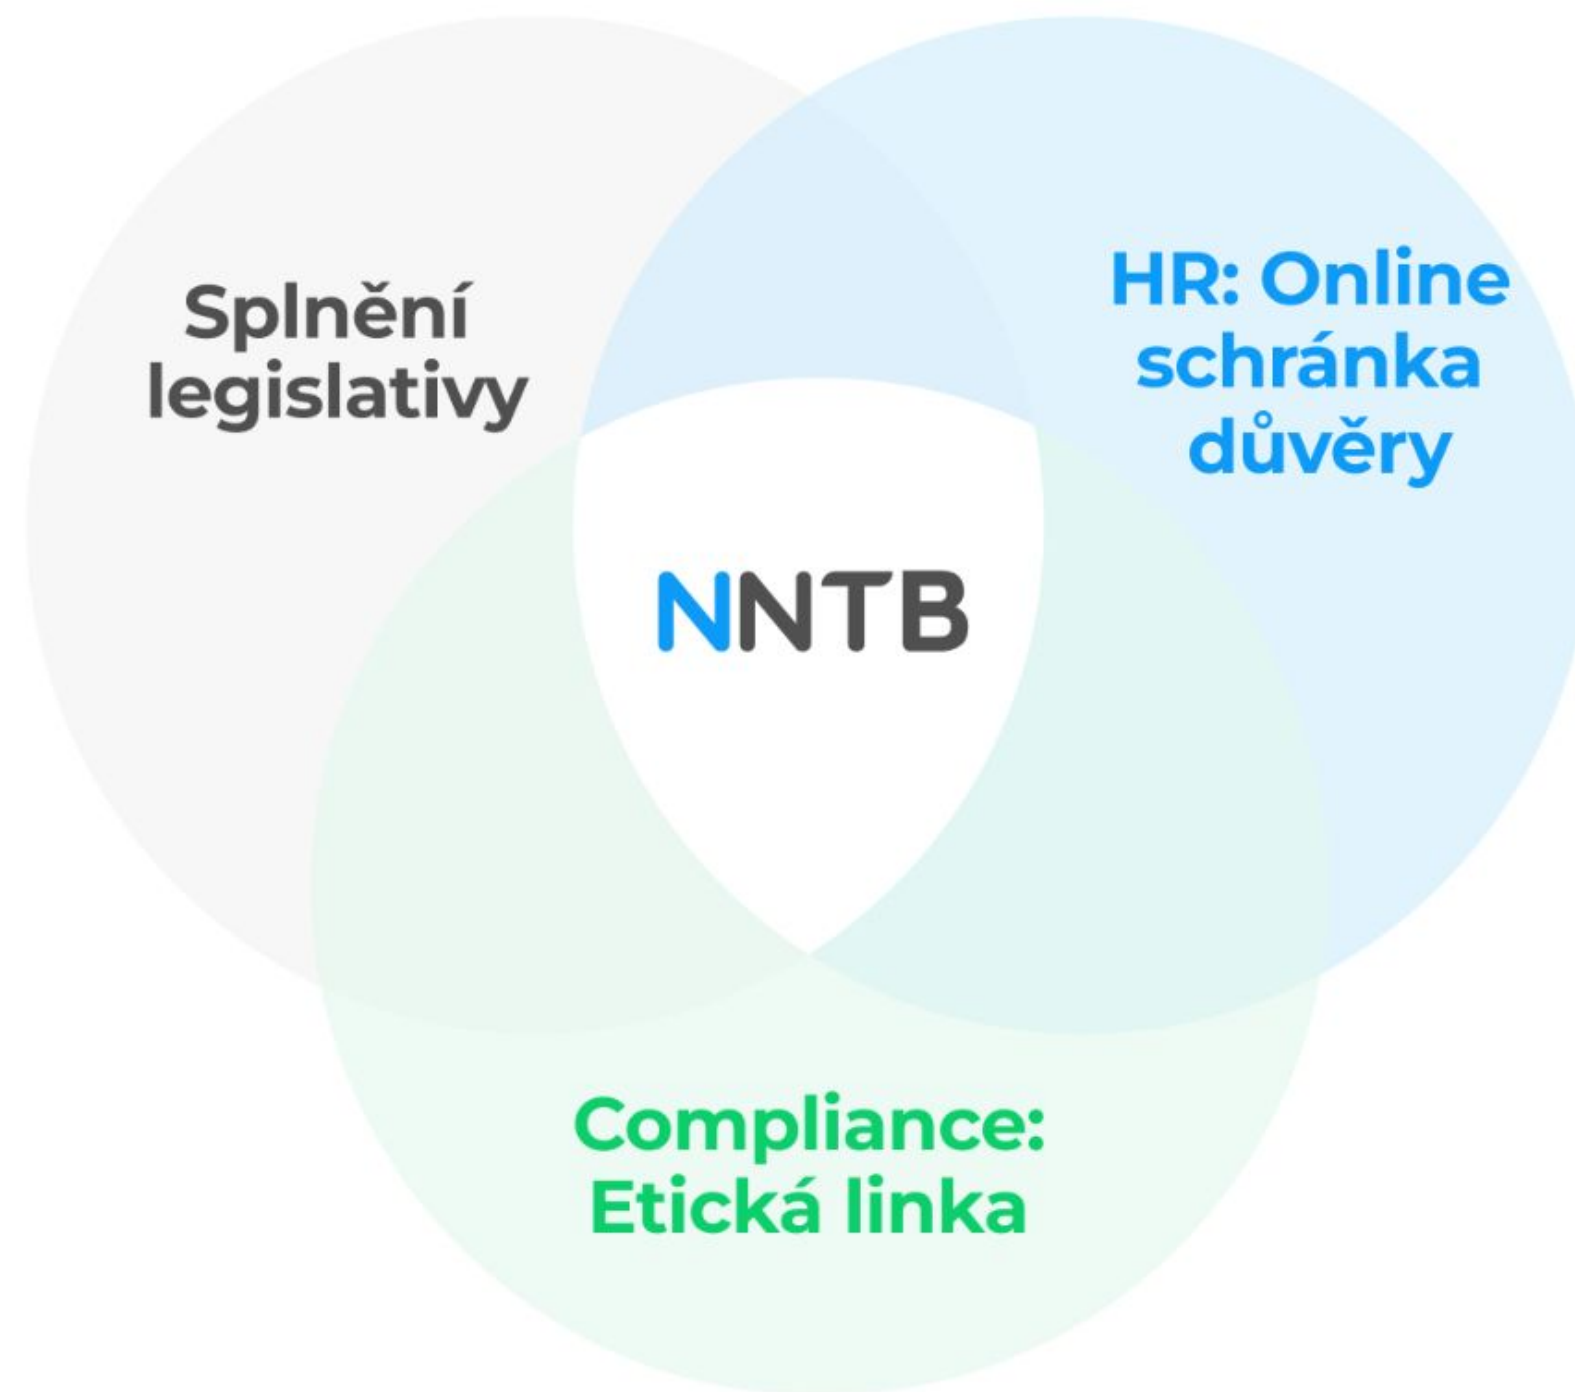 Splnění
legislativy
HR: Online
schránka
důvěry
NNTB
Compliance:
Etická linka